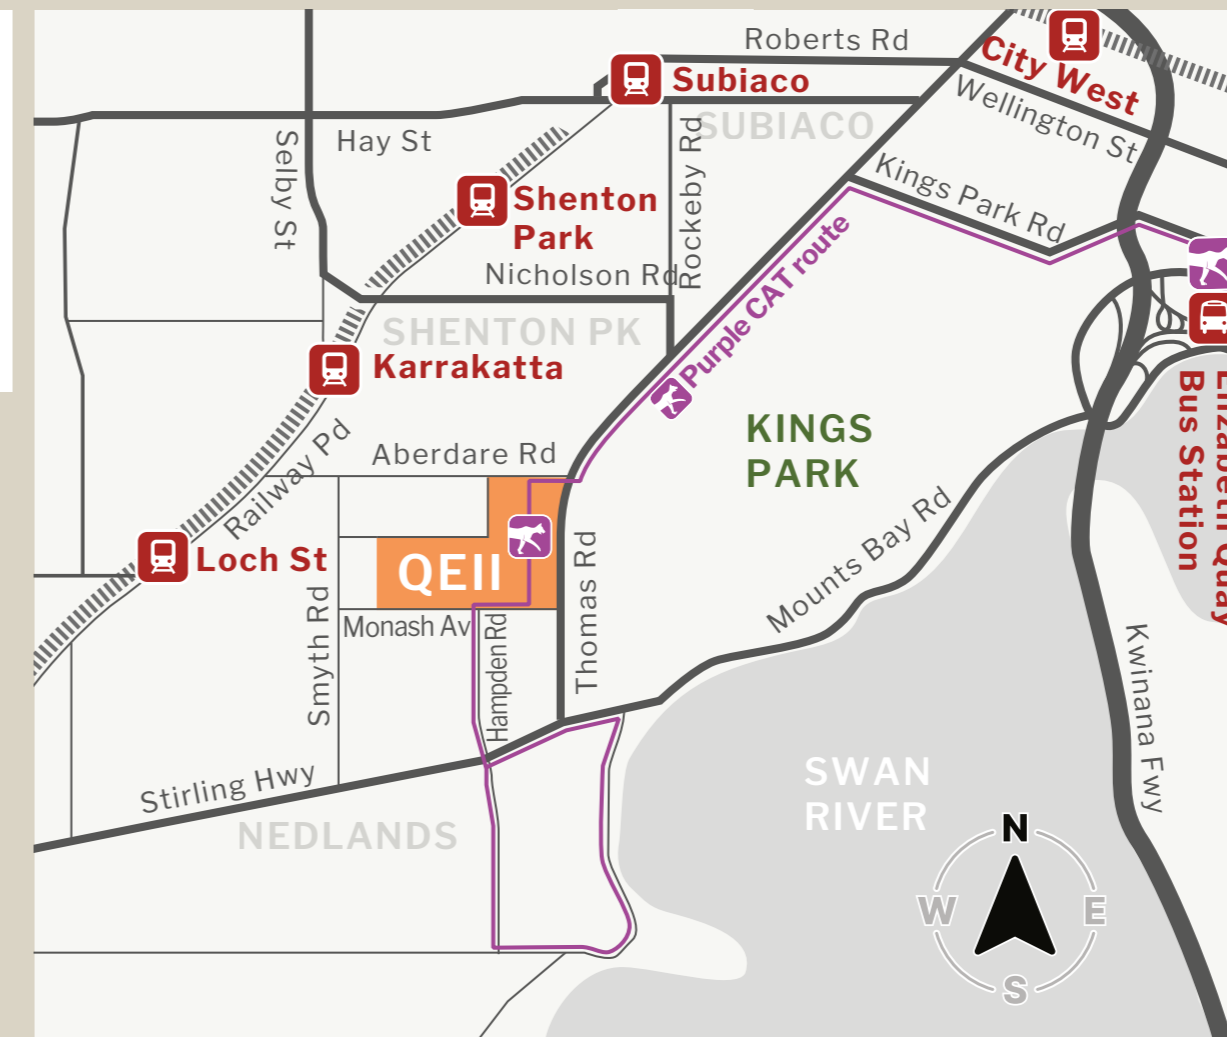 Roberts Rd
City West
Subiaco
SUBIACO
Wellington St
Hay St
Selby St
Rockeby Rd
Kings Park Rd
Shenton
Park
Nicholson Rd
SHENTON PK
Purple CAT route
Karrakatta
KINGS
PARK
Elizabeth Quay
Bus Station
Aberdare Rd
Railway Pd
Loch St
QEII
Thomas Rd
Mounts Bay Rd
Smyth Rd
Monash Av
Hampden Rd
Kwinana Fwy
Stirling Hwy
NEDLANDS
SWAN
RIVER
N
W
E
S